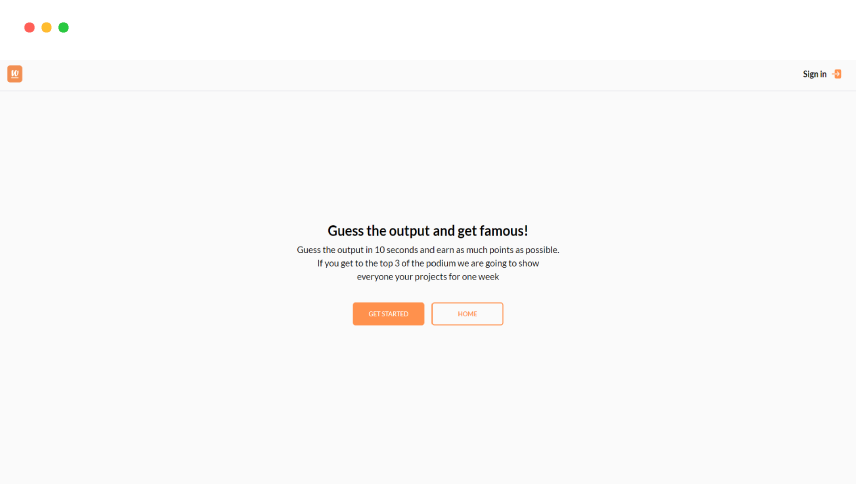 10
Sign in
Guess the output and get famous!
Guess the output in 10 seconds and earn as much points as possible.
If you get to the top 3 of the podium we are going to show
everyone your projects for one week
GET STARTED
HOME